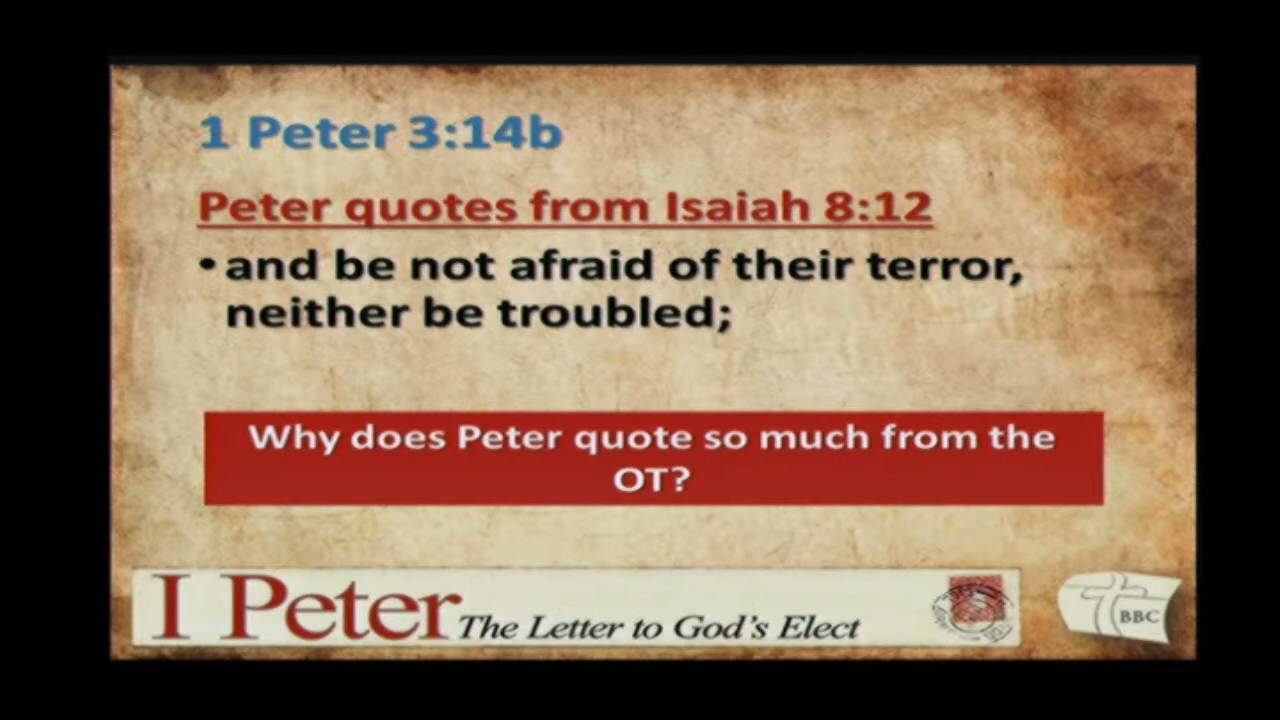 1 Peter 3:14b
Peter quotes from Isaiah 8:12
• and be not afraid of their terror,
neither be troubled;
Why does Peter quote so much from the
OT?
I Peter The Letter to God's Elect
BBC